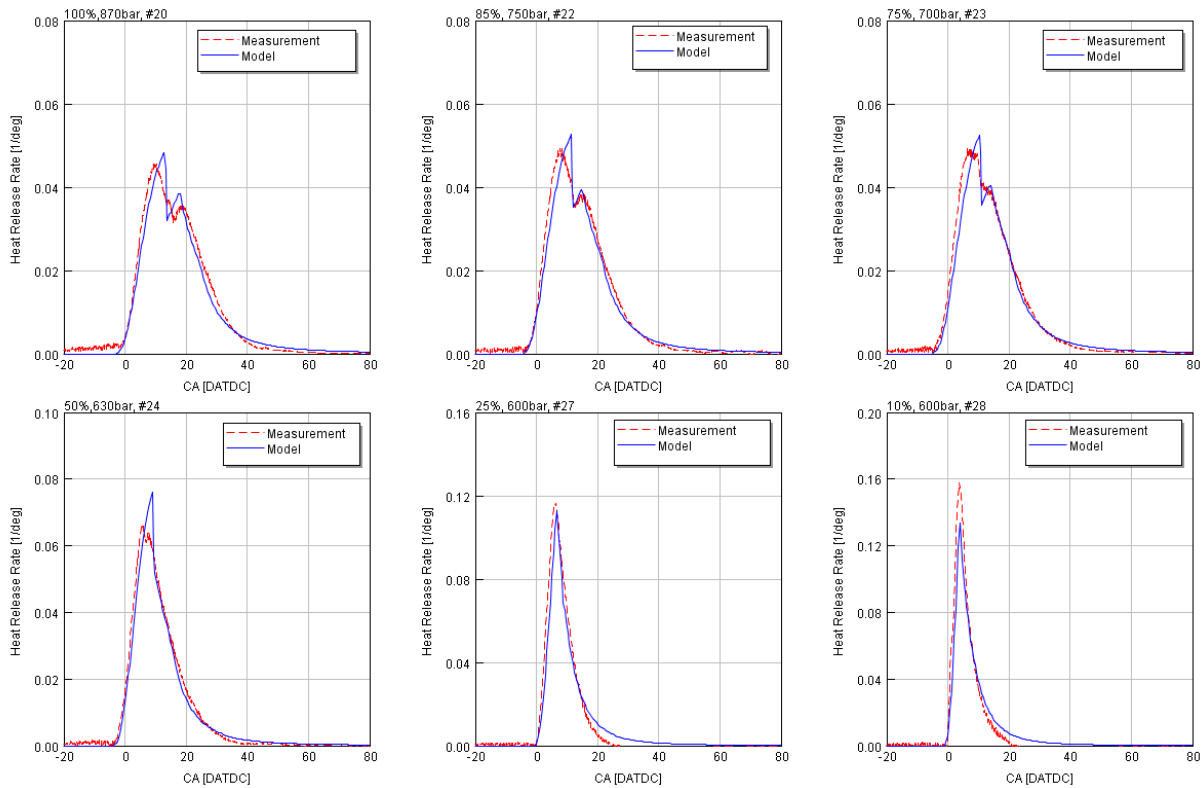 100%,870bar, #20
85%, 750bar, #22
75%, 700bar, #23
Heat Release Rate [1/deg]
0.08
0.06
0.04
0.02
0.00
-20
0
20
40
60
80
CA [DATDC]
Measurement
Model
Heat Release Rate [1/deg]
0.08
0.06
0.04
0.02
0.00
-20
0
20
40
60
80
CA [DATDC]
Measurement
Model
Heat Release Rate [1/deg]
0.08
0.06
0.04
0.02
0.00
-20
0
20
40
60
80
CA [DATDC]
Measurement
Model
50%,630bar, #24
25%, 600bar, #27
10%, 600bar, #28
Heat Release Rate [1/deg]
0.10
0.08
0.06
0.04
0.02
0.00
-20
0
20
40
60
80
CA [DATDC]
Measurement
Model
Heat Release Rate [1/deg]
0.16
0.12
0.08
0.04
0.00
-20
0
20
40
60
80
CA [DATDC]
Measurement
Model
Heat Release Rate [1/deg]
0.20
0.16
0.12
0.08
0.04
0.00
-20
0
20
40
60
80
CA [DATDC]
Measurement
Model